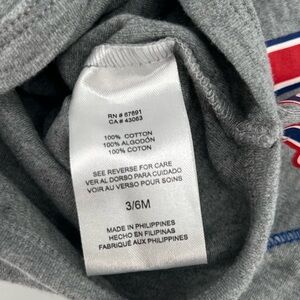 RN # 87691
CA # 43063
100% COTTON
100% ALGODÓN
100% COTON
SEE REVERSE FOR CARE
VER AL DORSO PARA CUIDADO
VOIR AU VERSO POUR SOINS
3/6M
MADE IN PHILIPPINES
HECHO EN FILIPINAS
FABRIQUÉ AUX PHILIPPINES